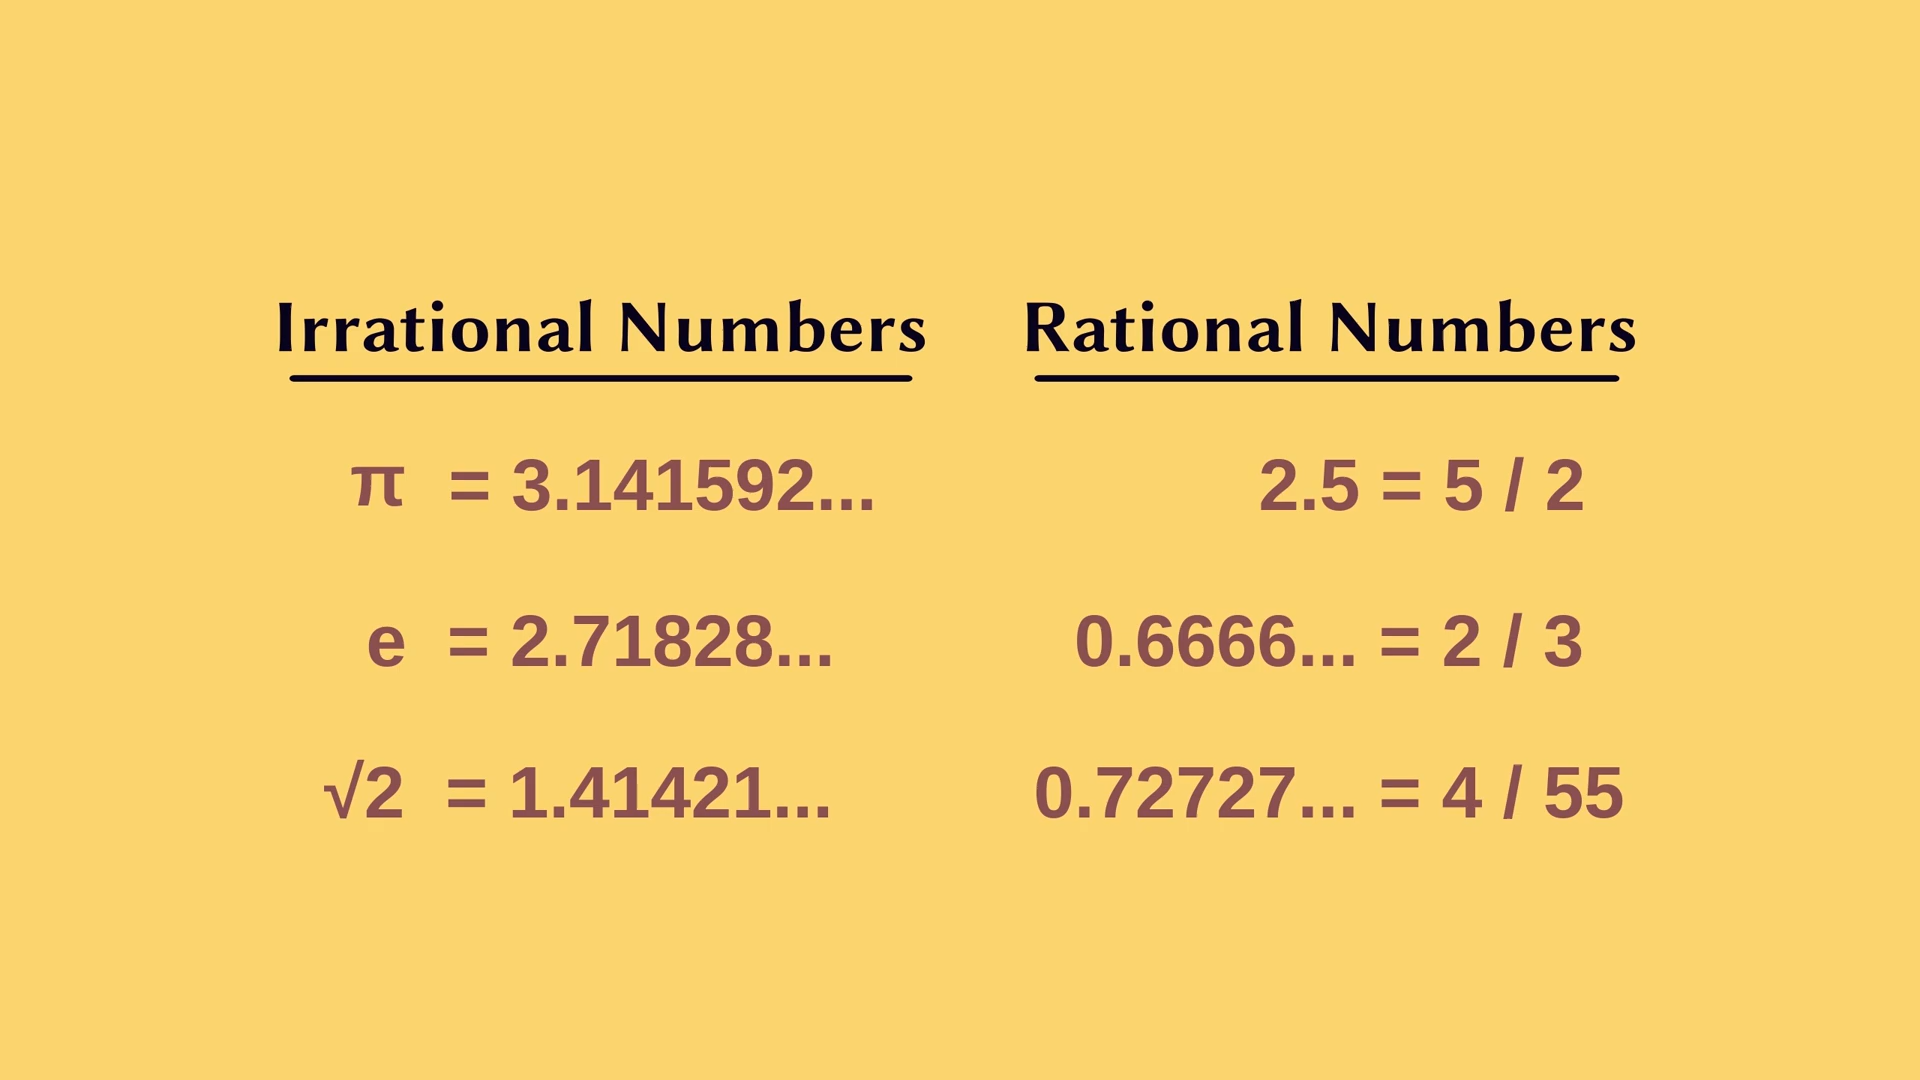 Irrational Numbers
π = 3.141592...
e = 2.71828...
√2 = 1.41421...
Rational Numbers
2.5 = 5 / 2
0.6666... = 2 / 3
0.72727... = 4 / 55